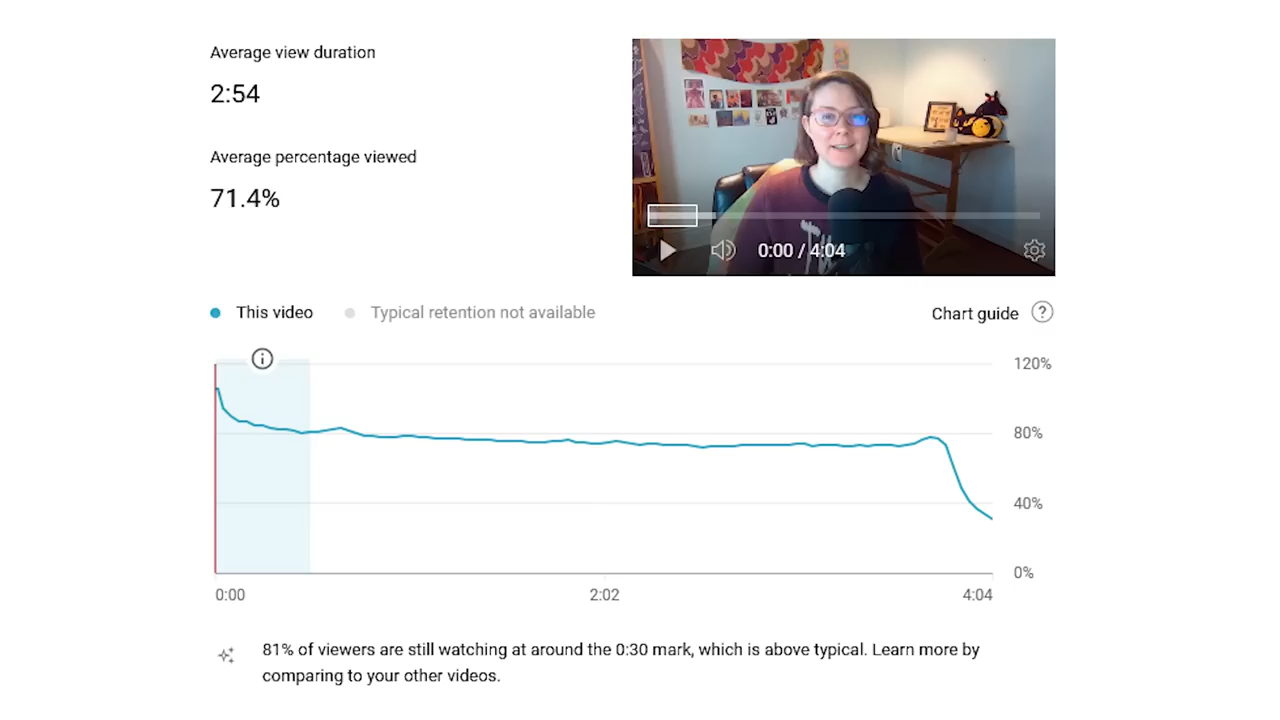 Average view duration
2:54
Average percentage viewed
71.4%
0:00 / 4:04
This video
Typical retention not available
Chart guide ?
120%
80%
40%
0%
0:00
2:02
4:04
81% of viewers are still watching at around the 0:30 mark, which is above typical. Learn more by
comparing to your other videos.